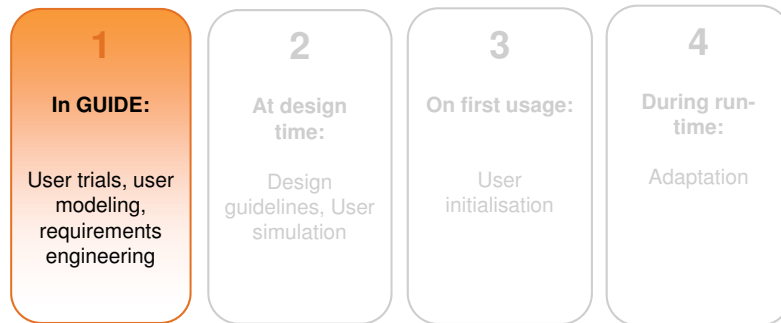 1
In GUIDE:
User trials, user
modeling,
requirements
engineering
2
At design
time:
Design
guidelines, User
simulation
3
On first usage:
User
initialisation
4
During run-
time:
Adaptation